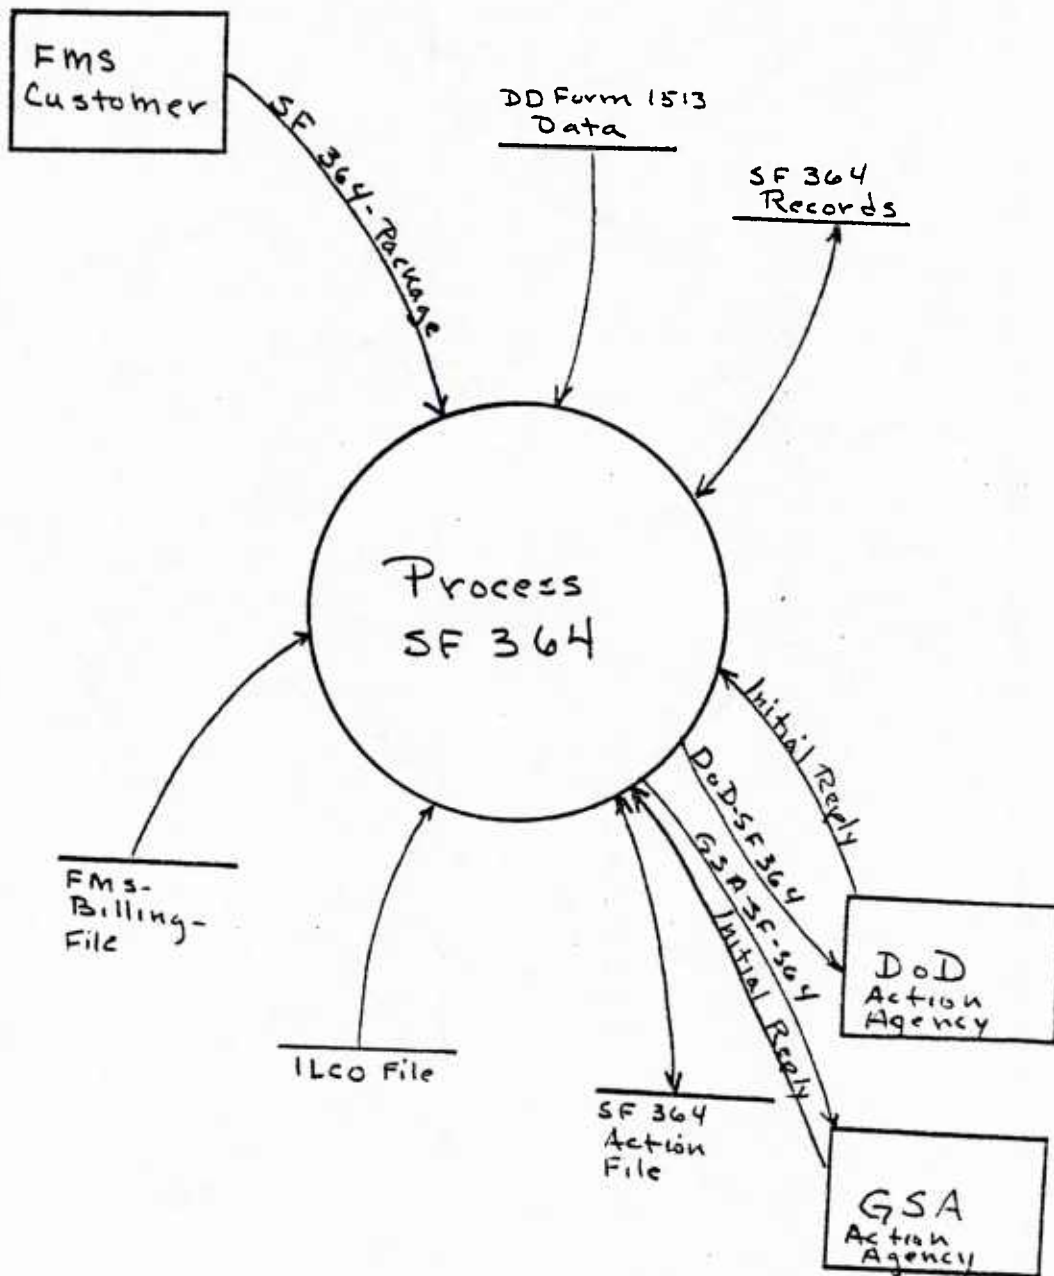 FMS
Customer
SF 364-Package
DD Form 1513
Data
SF 364
Records
Process
SF 364
Initial Reply
DoD-SF 364
GSA-SF-364
Initial Reply
FMS-
Billing-
File
ILCO File
SF 364
Action
File
DoD
Action
Agency
GSA
Action
Agency